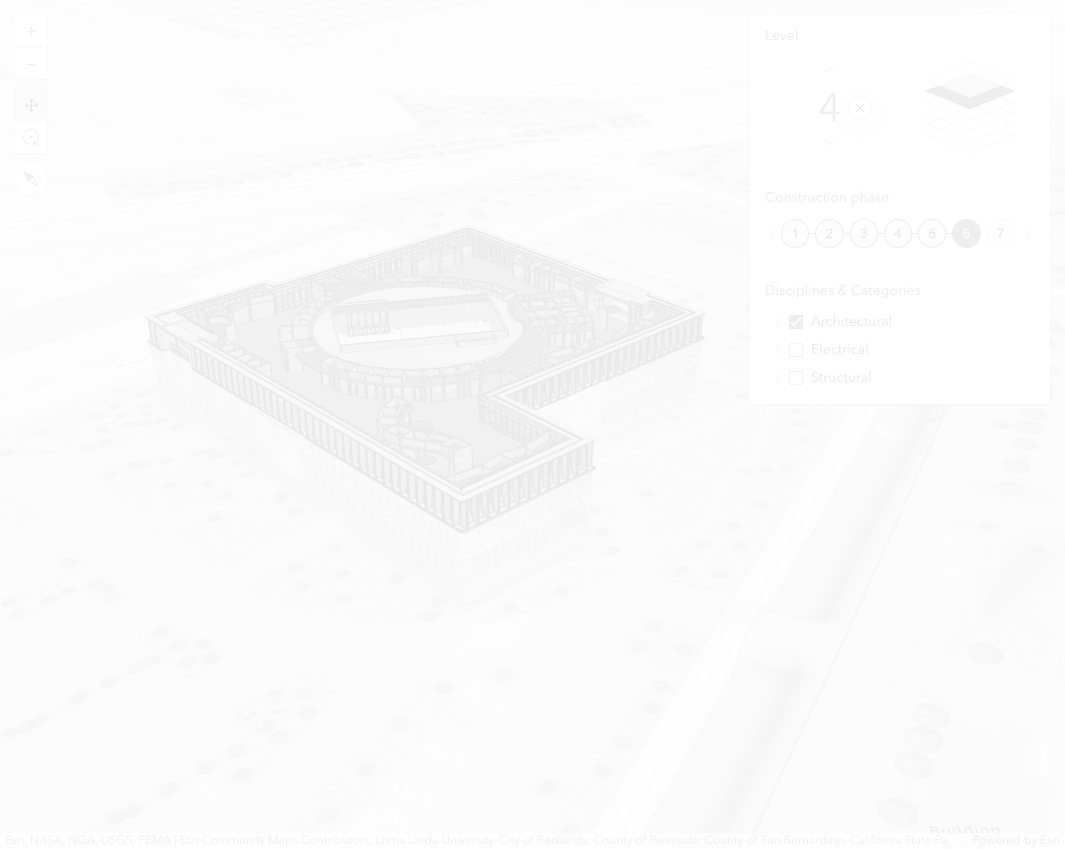 Level
4
Construction phase
1 2 3 4 5 6 7
Disciplines & Categories
Architectural
Electrical
Structural
Building
Esri, NASA, NGA, USGS, FEMA | Esri Community Maps Contributors, Loma Linda University, City of Redlands, County of Riverside, County of San Bernardino, California State Pa,... Powered by Esri